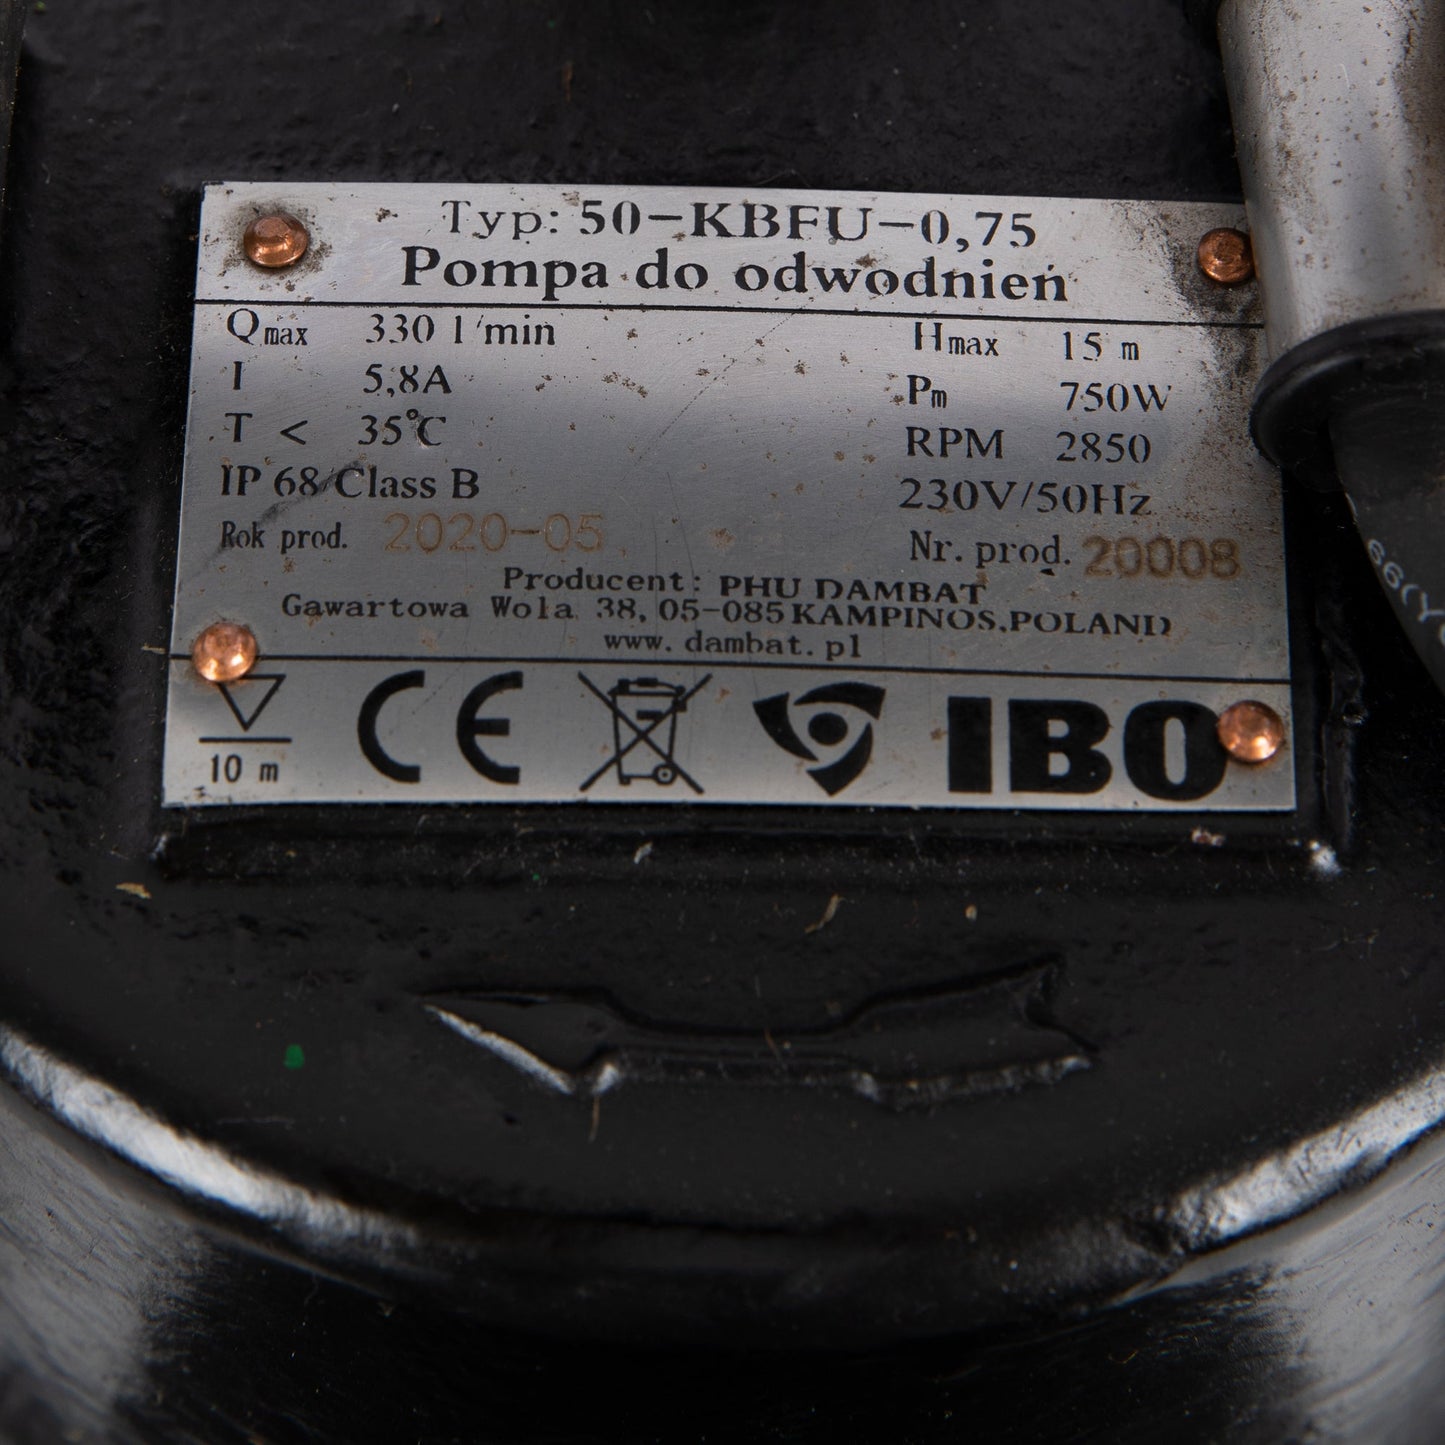 Typ: 50-KBFU-0,75
Pompa do odwodnień
Qmax 330 l/min Hmax 15 m
I 5,8A Pm 750W
T < 35℃ RPM 2850
IP 68 Class B 230V/50Hz
Rok prod. 2020-05 Nr. prod. 20008
Producent: PHU DAMBAT
Gawartowa Wola 38, 05-085 KAMPINOS.POLAND
www.dambat.pl
10 m CE IBO
66(Y